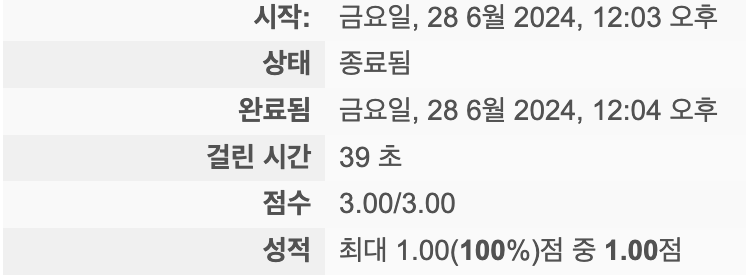 시작: 금요일, 28 6월 2024, 12:03 오후
상태 종료됨
완료됨 금요일, 28 6월 2024, 12:04 오후
걸린 시간 39 초
점수 3.00/3.00
성적 최대 1.00(100%)점 중 1.00점